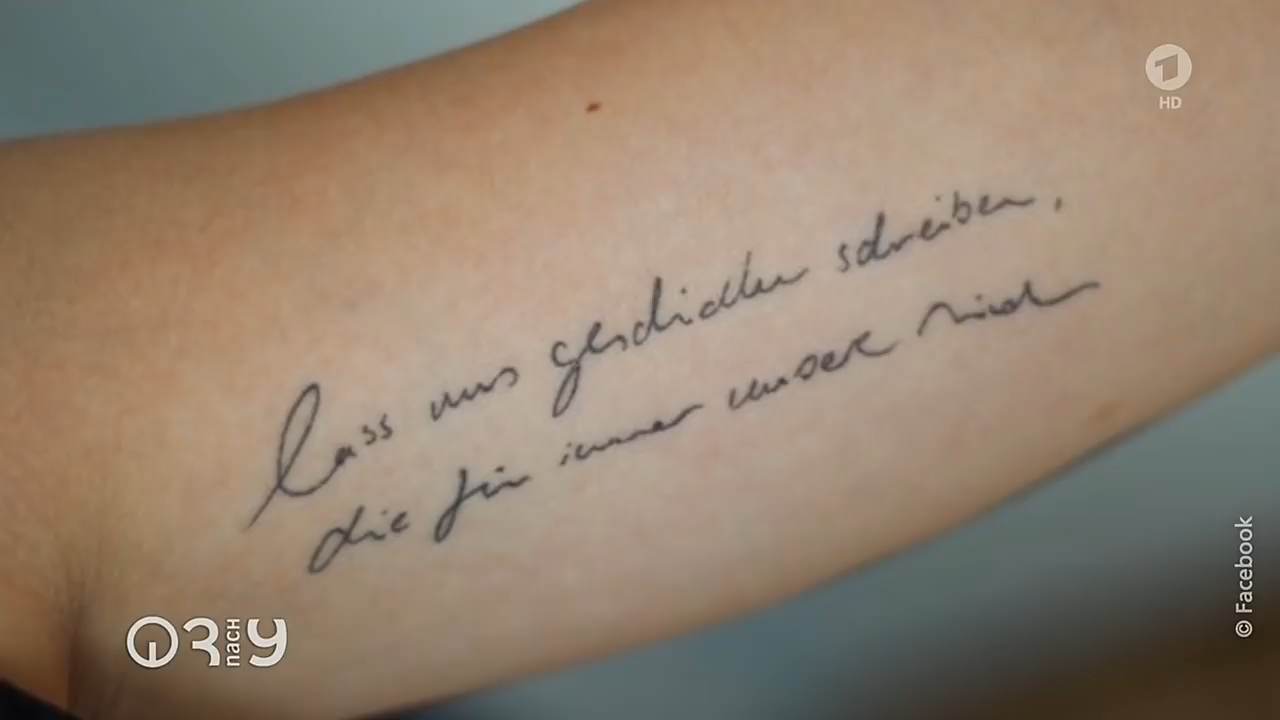 HD
lass uns geschichten schreiben,
die für immer unser sind
3 nach 9
© Facebook